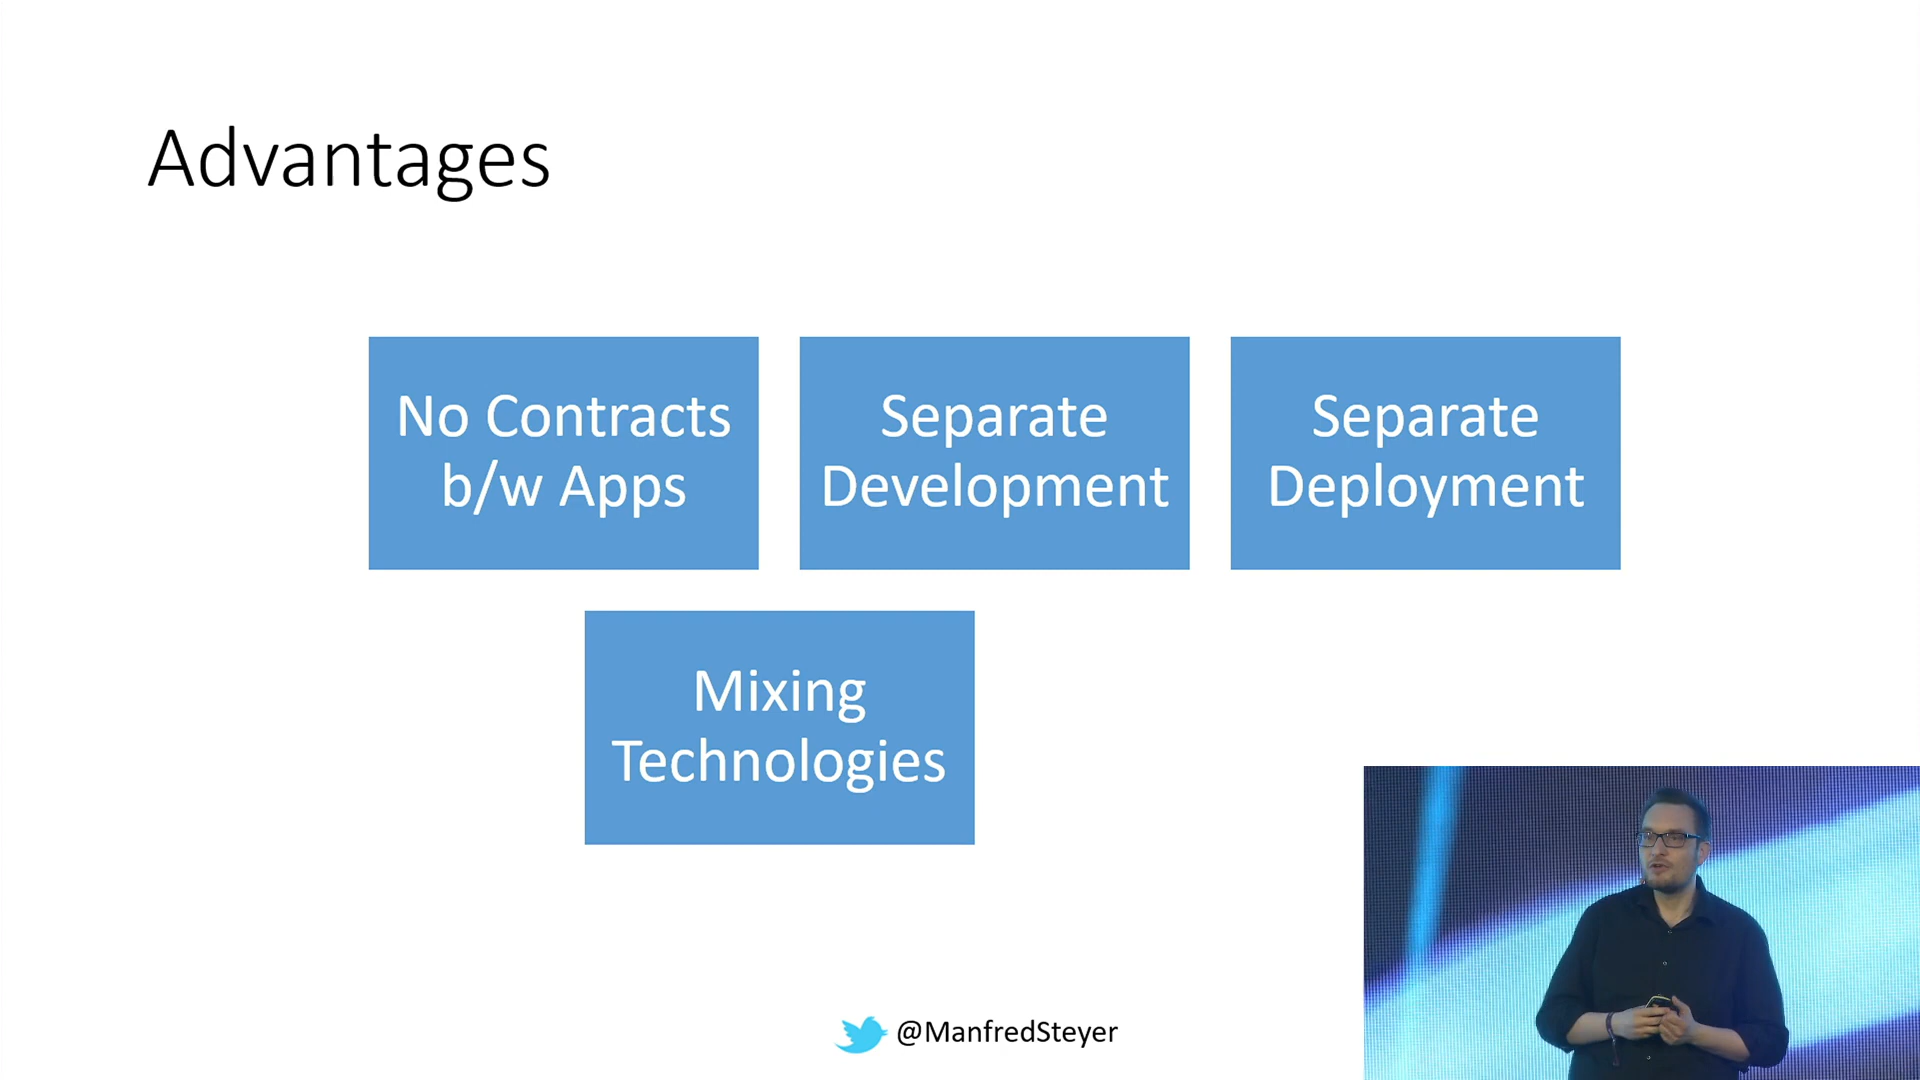 Advantages
No Contracts
b/w Apps
Separate
Development
Separate
Deployment
Mixing
Technologies
@ManfredSteyer